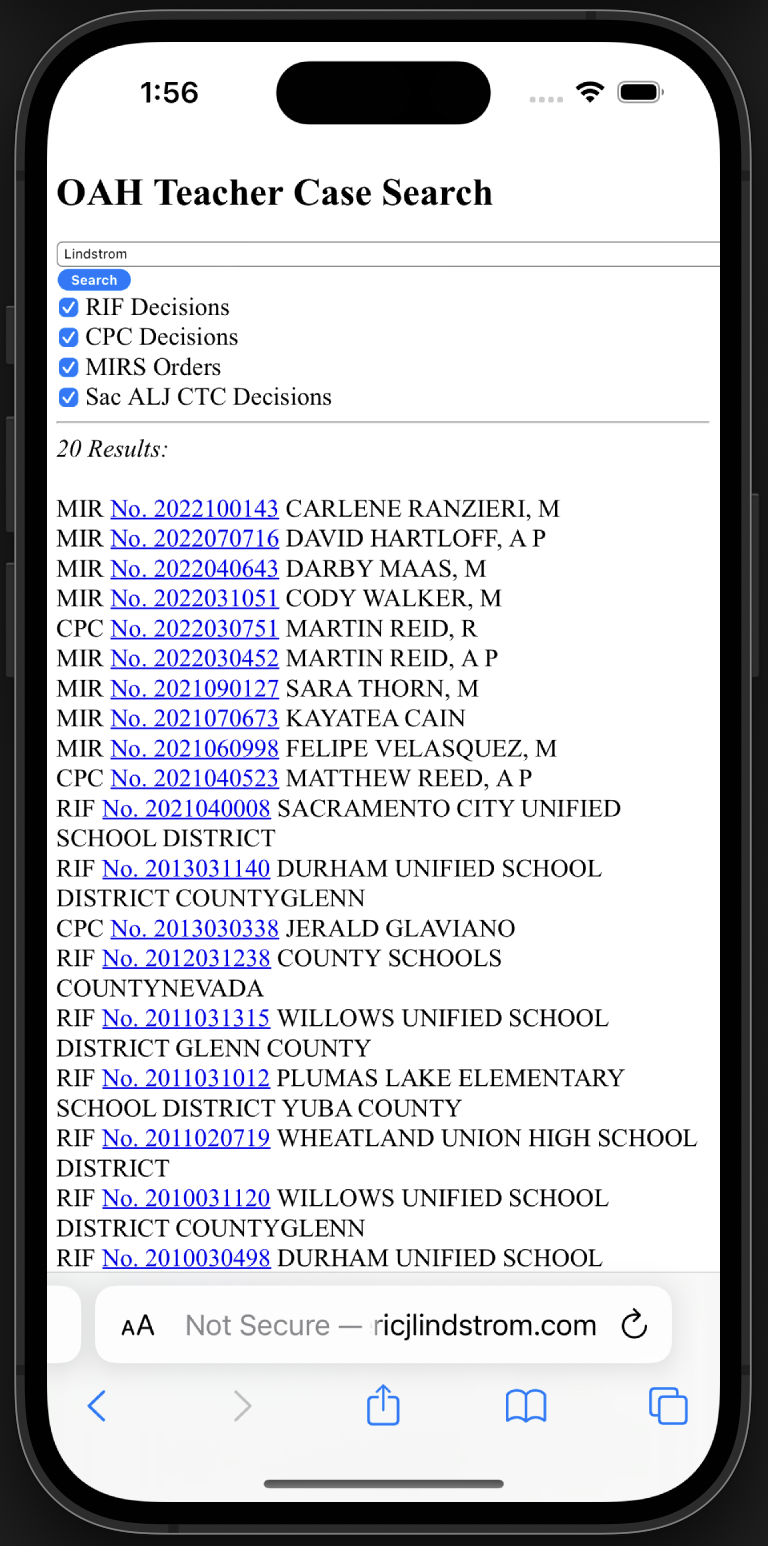 1:56
OAH Teacher Case Search
Lindstrom
Search
RIF Decisions
CPC Decisions
MIRS Orders
Sac ALJ CTC Decisions
20 Results:
MIR No. 2022100143 CARLENE RANZIERI, M
MIR No. 2022070716 DAVID HARTLOFF, A P
MIR No. 2022040643 DARBY MAAS, M
MIR No. 2022031051 CODY WALKER, M
CPC No. 2022030751 MARTIN REID, R
MIR No. 2022030452 MARTIN REID, A P
MIR No. 2021090127 SARA THORN, M
MIR No. 2021070673 KAYATEA CAIN
MIR No. 2021060998 FELIPE VELASQUEZ, M
CPC No. 2021040523 MATTHEW REED, A P
RIF No. 2021040008 SACRAMENTO CITY UNIFIED
SCHOOL DISTRICT
RIF No. 2013031140 DURHAM UNIFIED SCHOOL
DISTRICT COUNTYGLENN
CPC No. 2013030338 JERALD GLAVIANO
RIF No. 2012031238 COUNTY SCHOOLS
COUNTYNEVADA
RIF No. 2011031315 WILLOWS UNIFIED SCHOOL
DISTRICT GLENN COUNTY
RIF No. 2011031012 PLUMAS LAKE ELEMENTARY
SCHOOL DISTRICT YUBA COUNTY
RIF No. 2011020719 WHEATLAND UNION HIGH SCHOOL
DISTRICT
RIF No. 2010031120 WILLOWS UNIFIED SCHOOL
DISTRICT COUNTYGLENN
RIF No. 2010030498 DURHAM UNIFIED SCHOOL
AA Not Secure — ricjlindstrom.com